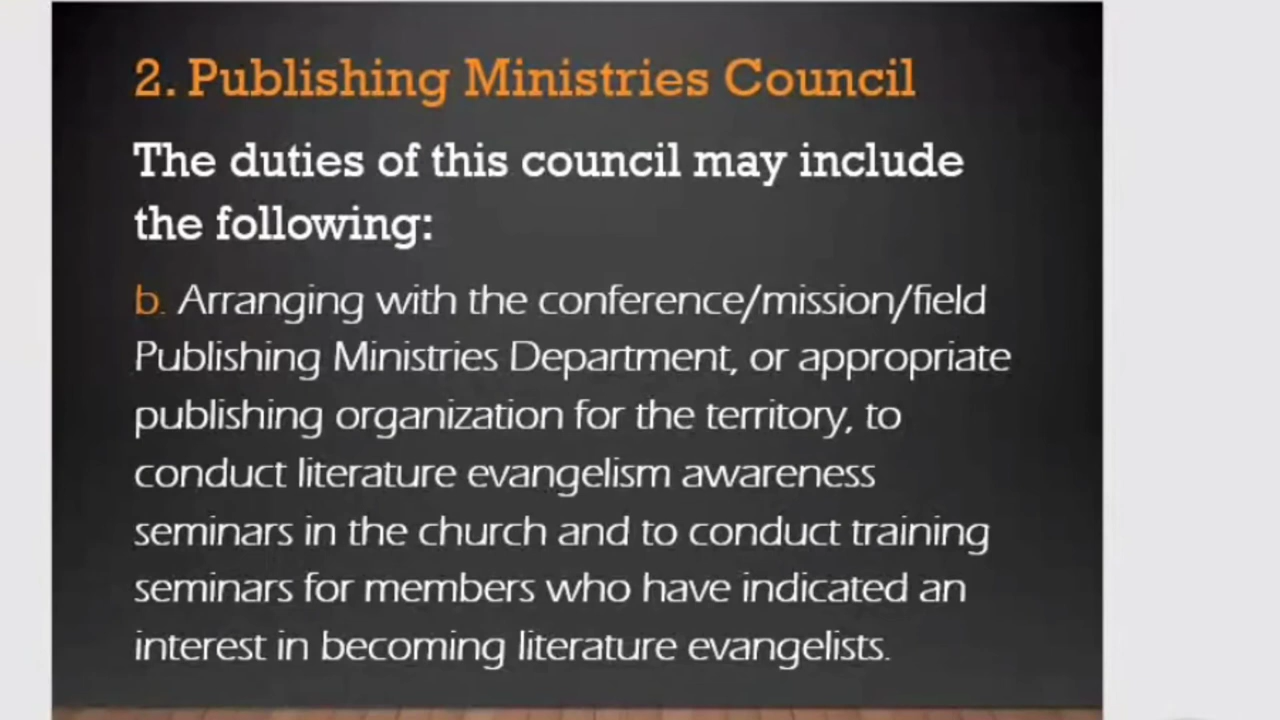 2. Publishing Ministries Council
The duties of this council may include
the following:
b. Arranging with the conference/mission/field
Publishing Ministries Department, or appropriate
publishing organization for the territory, to
conduct literature evangelism awareness
seminars in the church and to conduct training
seminars for members who have indicated an
interest in becoming literature evangelists.